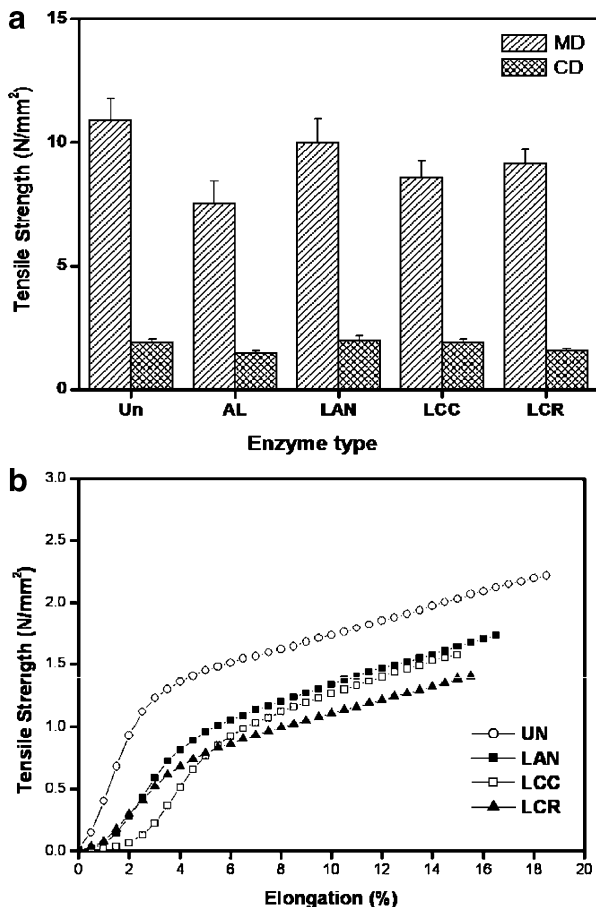 a
15
10
5
0
Tensile Strength (N/mm²)
MD
CD
Un AL LAN LCC LCR
Enzyme type
b
3.0
2.5
2.0
1.5
1.0
0.5
0.0
Tensile Strength (N/mm²)
UN
LAN
LCC
LCR
0 2 4 6 8 10 12 14 16 18 20
Elongation (%)